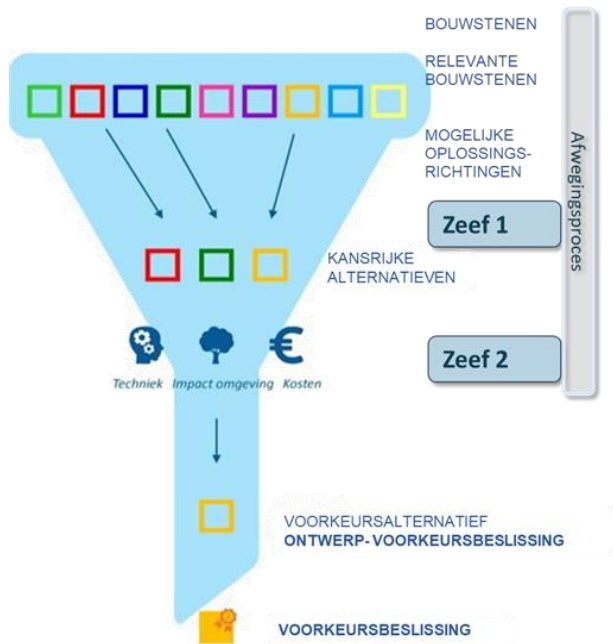 BOUWSTENEN
RELEVANTE
BOUWSTENEN
MOGELIJKE
OPLOSSINGS-
RICHTINGEN
Afwegingsproces
Zeef 1
KANSRIJKE
ALTERNATIEVEN
Zeef 2
€
Techniek Impact omgeving Kosten
VOORKEURSALTERNATIEF
ONTWERP- VOORKEURSBESLISSING
VOORKEURSBESLISSING